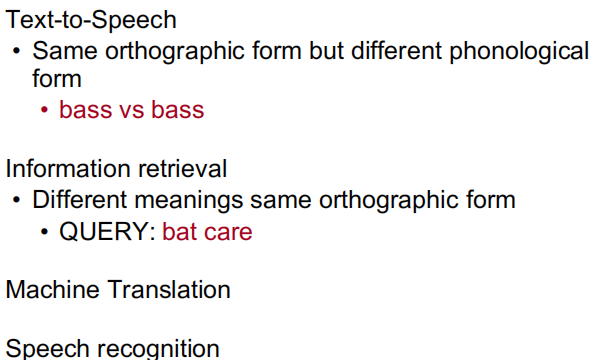 Text-to-Speech
• Same orthographic form but different phonological
form
• bass vs bass
Information retrieval
• Different meanings same orthographic form
• QUERY: bat care
Machine Translation
Speech recognition